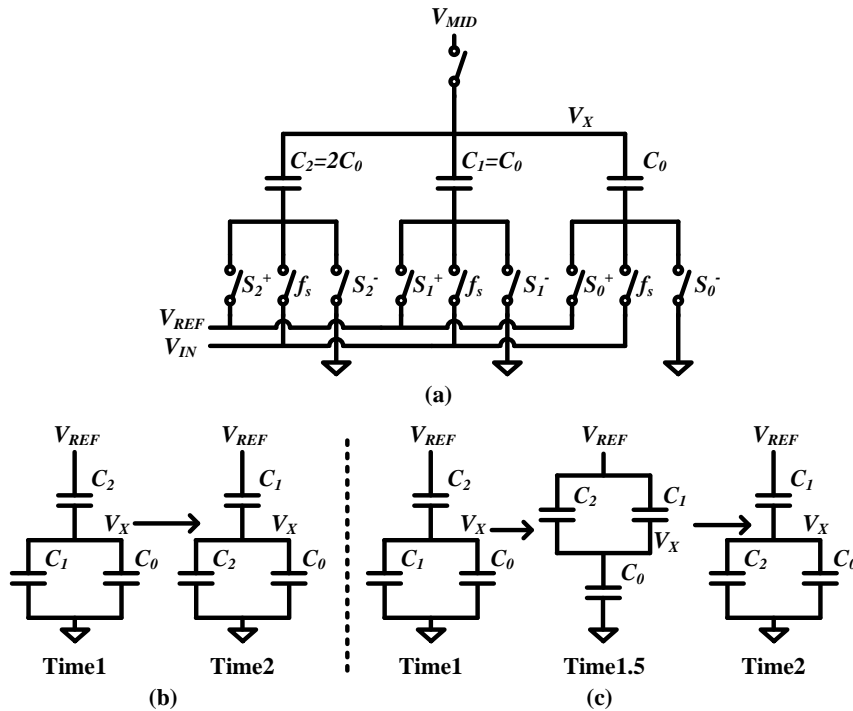 V_MID
V_X
C_2=2C_0 C_1=C_0 C_0
S_2^+ f_s S_2^- S_1^+ f_s S_1^- S_0^+ f_s S_0^-
V_REF
V_IN
(a)
V_REF V_REF V_REF V_REF V_REF
C_2 C_1 C_2 C_2 C_1 C_1
V_X V_X V_X V_X V_X
C_1 C_0 C_2 C_0 C_1 C_0 C_0 C_2 C_0
Time1 Time2 Time1 Time1.5 Time2
(b) (c)